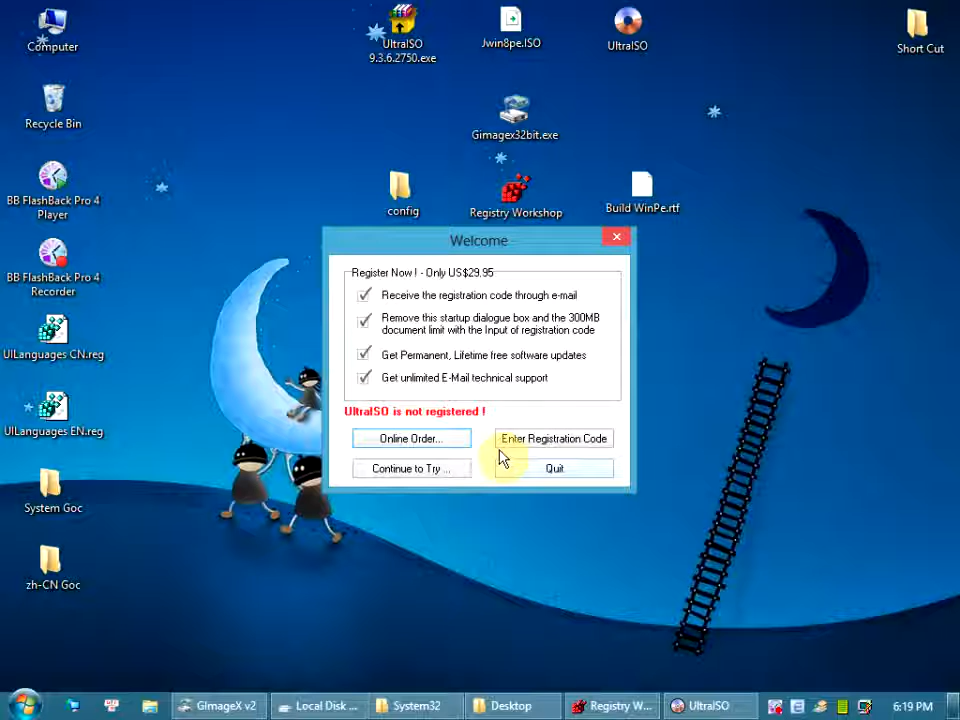 Computer
UltraISO
9.3.6.2750.exe
Jwin8pe.ISO
UltraISO
Short Cut
Recycle Bin
Gimagex32bit.exe
BB FlashBack Pro 4
Player
config
Registry Workshop
Build WinPe.rtf
BB FlashBack Pro 4
Recorder
UILanguages CN.reg
UILanguages EN.reg
System Goc
zh-CN Goc
Welcome
Register Now ! - Only US$29.95
Receive the registration code through e-mail
Remove this startup dialogue box and the 300MB
document limit with the Input of registration code
Get Permanent, Lifetime free software updates
Get unlimited E-Mail technical support
UltraISO is not registered !
Online Order...
Enter Registration Code
Continue to Try ...
Quit
GImageX v2
Local Disk ...
System32
Desktop
Registry W...
UltraISO
6:19 PM